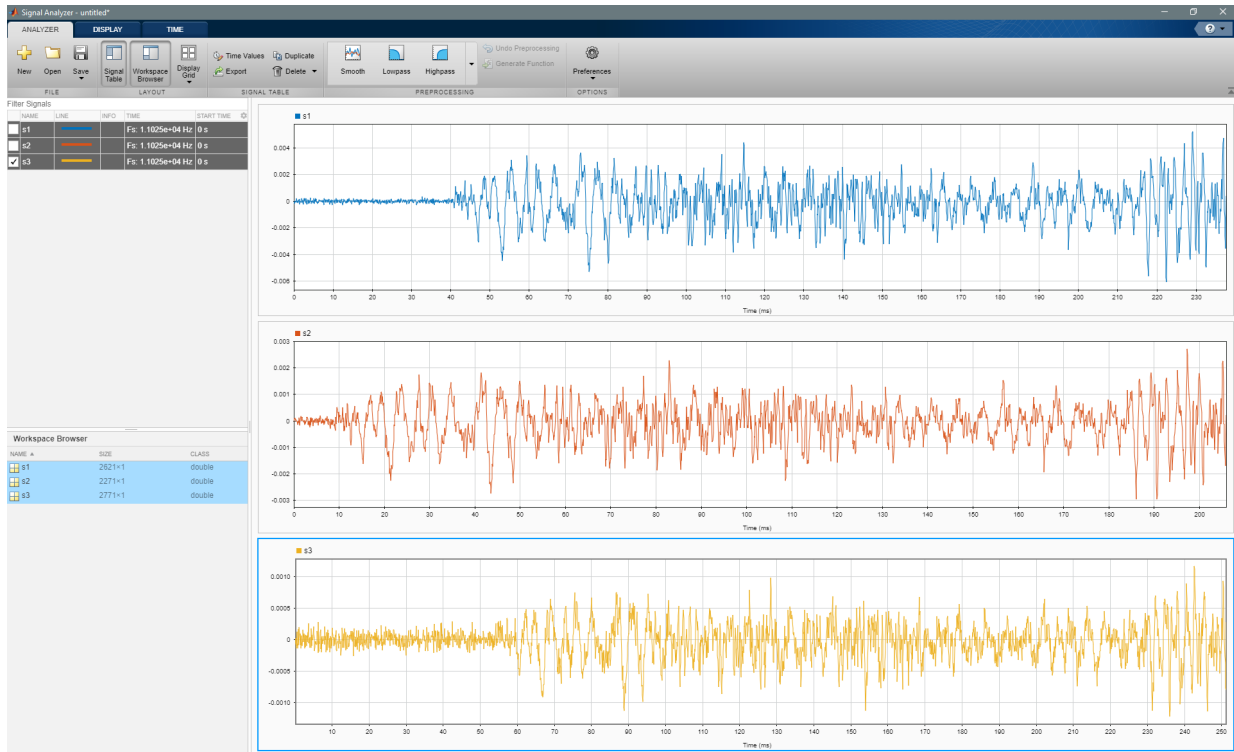 Signal Analyzer - untitled*
ANALYZER DISPLAY TIME
New Open Save Signal Table Workspace Browser Display Grid Time Values Duplicate Export Delete Smooth Lowpass Highpass Undo Preprocessing Generate Function Preferences
FILE LAYOUT SIGNAL TABLE PREPROCESSING OPTIONS
Filter Signals
NAME LINE INFO TIME START TIME
s1 Fs: 1.1025e+04 Hz 0 s
s2 Fs: 1.1025e+04 Hz 0 s
s3 Fs: 1.1025e+04 Hz 0 s
Workspace Browser
NAME SIZE CLASS
s1 2621×1 double
s2 2271×1 double
s3 2771×1 double
s1
0.004
0.002
0
-0.002
-0.004
-0.006
0 10 20 30 40 50 60 70 80 90 100 110 120 130 140 150 160 170 180 190 200 210 220 230
Time (ms)
s2
0.003
0.002
0.001
0
-0.001
-0.002
-0.003
0 10 20 30 40 50 60 70 80 90 100 110 120 130 140 150 160 170 180 190 200
Time (ms)
s3
0.0010
0.0005
0
-0.0005
-0.0010
10 20 30 40 50 60 70 80 90 100 110 120 130 140 150 160 170 180 190 200 210 220 230 240 250
Time (ms)